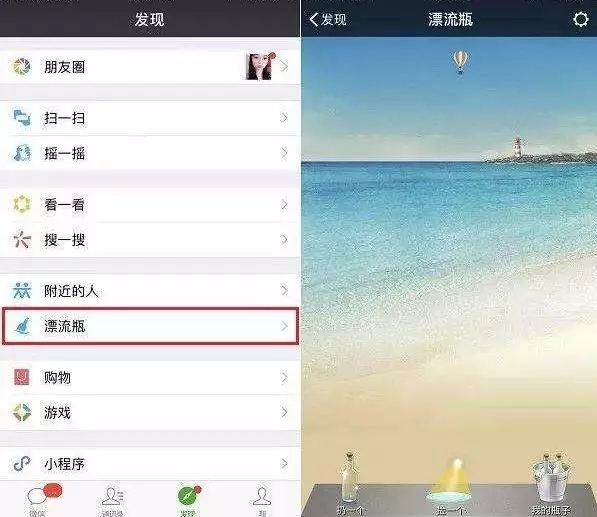 发现
朋友圈
扫一扫
摇一摇
看一看
搜一搜
附近的人
漂流瓶
购物
游戏
小程序
微信
通讯录
发现
我
发现
漂流瓶
扔一个
捡一个
我的瓶子